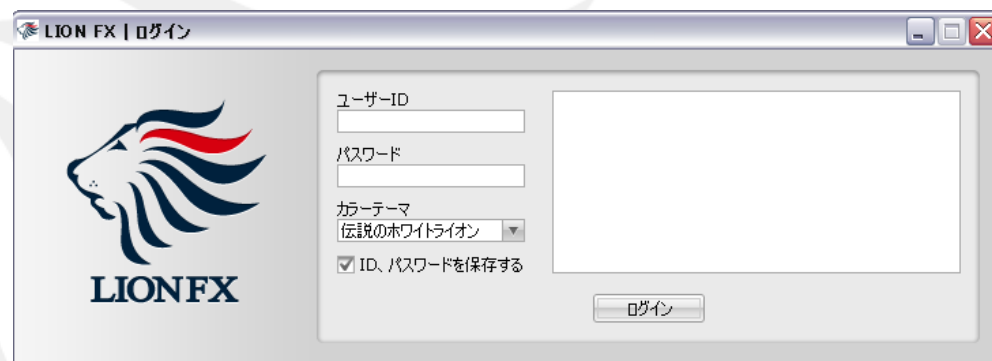 LION FX | ログイン
ユーザーID
パスワード
カラーテーマ
伝説のホワイトライオン
ID、パスワードを保存する
ログイン
LIONFX